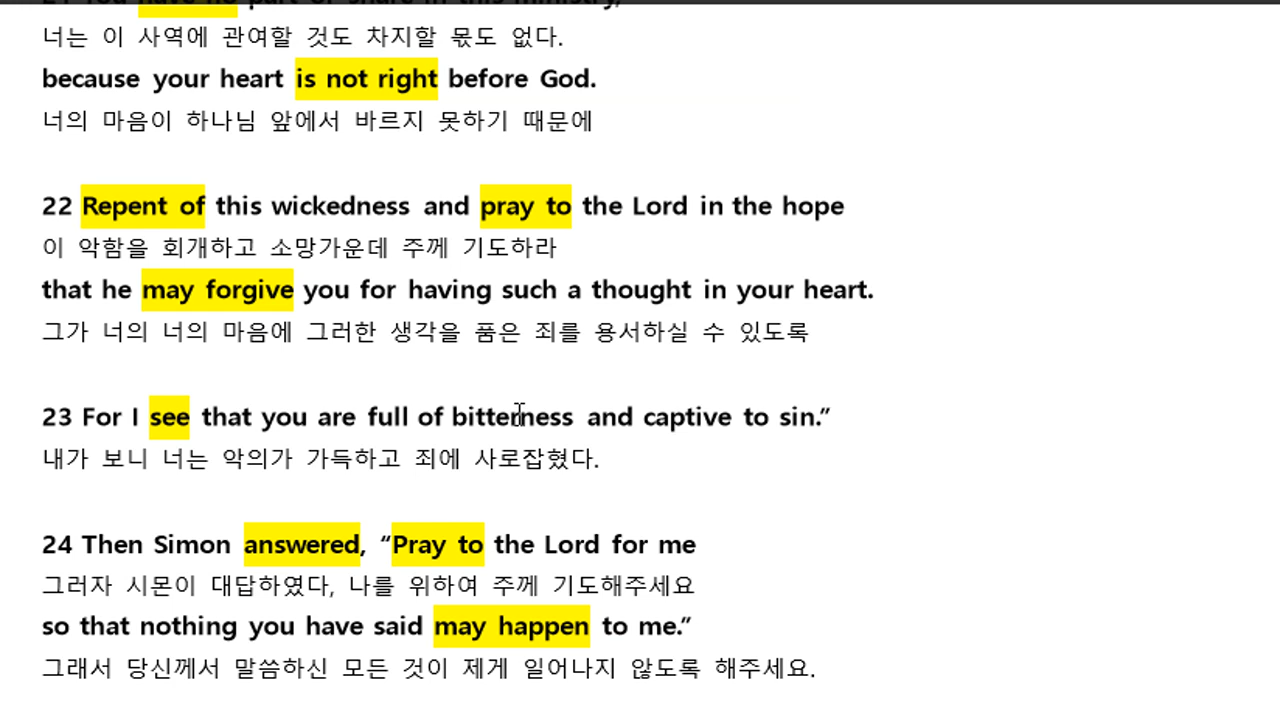 21 You have no part or share in this ministry,
너는 이 사역에 관여할 것도 차지할 몫도 없다.
because your heart is not right before God.
너의 마음이 하나님 앞에서 바르지 못하기 때문에
22 Repent of this wickedness and pray to the Lord in the hope
이 악함을 회개하고 소망가운데 주께 기도하라
that he may forgive you for having such a thought in your heart.
그가 너의 너의 마음에 그러한 생각을 품은 죄를 용서하실 수 있도록
23 For I see that you are full of bitterness and captive to sin.”
내가 보니 너는 악의가 가득하고 죄에 사로잡혔다.
24 Then Simon answered, “Pray to the Lord for me
그러자 시몬이 대답하였다, 나를 위하여 주께 기도해주세요
so that nothing you have said may happen to me.”
그래서 당신께서 말씀하신 모든 것이 제게 일어나지 않도록 해주세요.